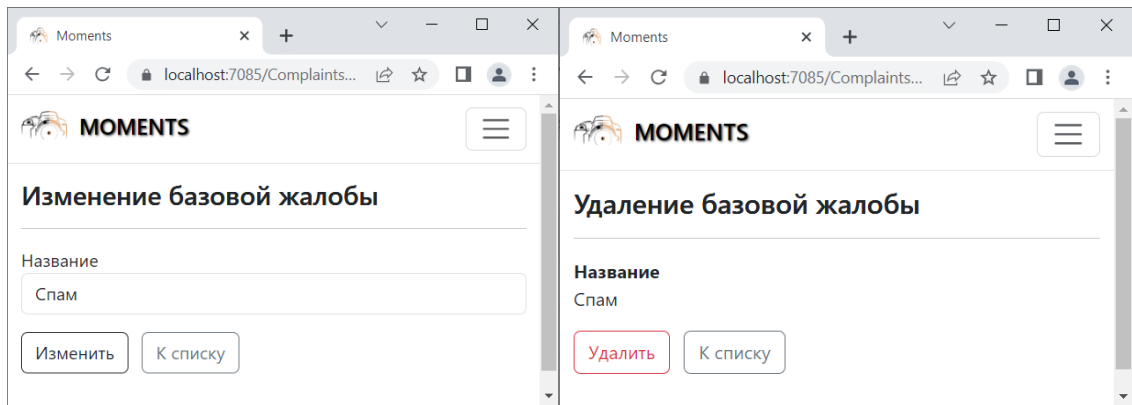 Moments
localhost:7085/Complaints...
MOMENTS
Изменение базовой жалобы
Название
Спам
Изменить К списку
Moments
localhost:7085/Complaints...
MOMENTS
Удаление базовой жалобы
Название
Спам
Удалить К списку